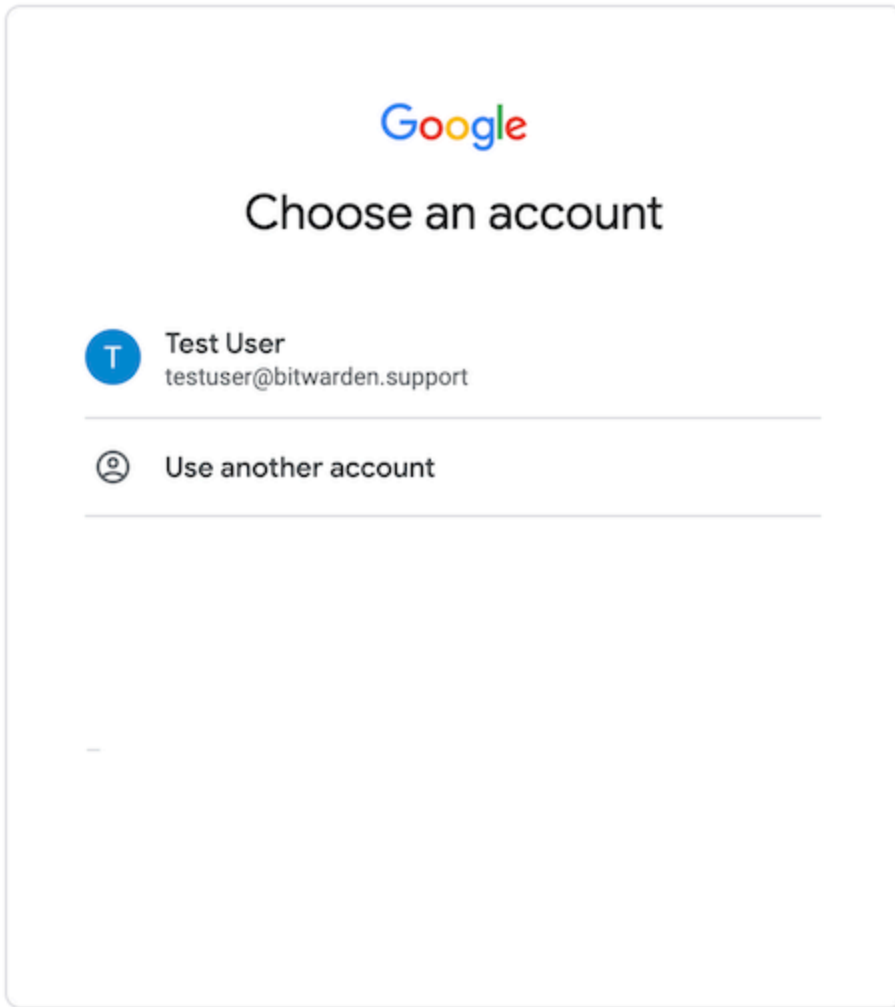 Google
Choose an account
T
Test User
testuser@bitwarden.support
Use another account